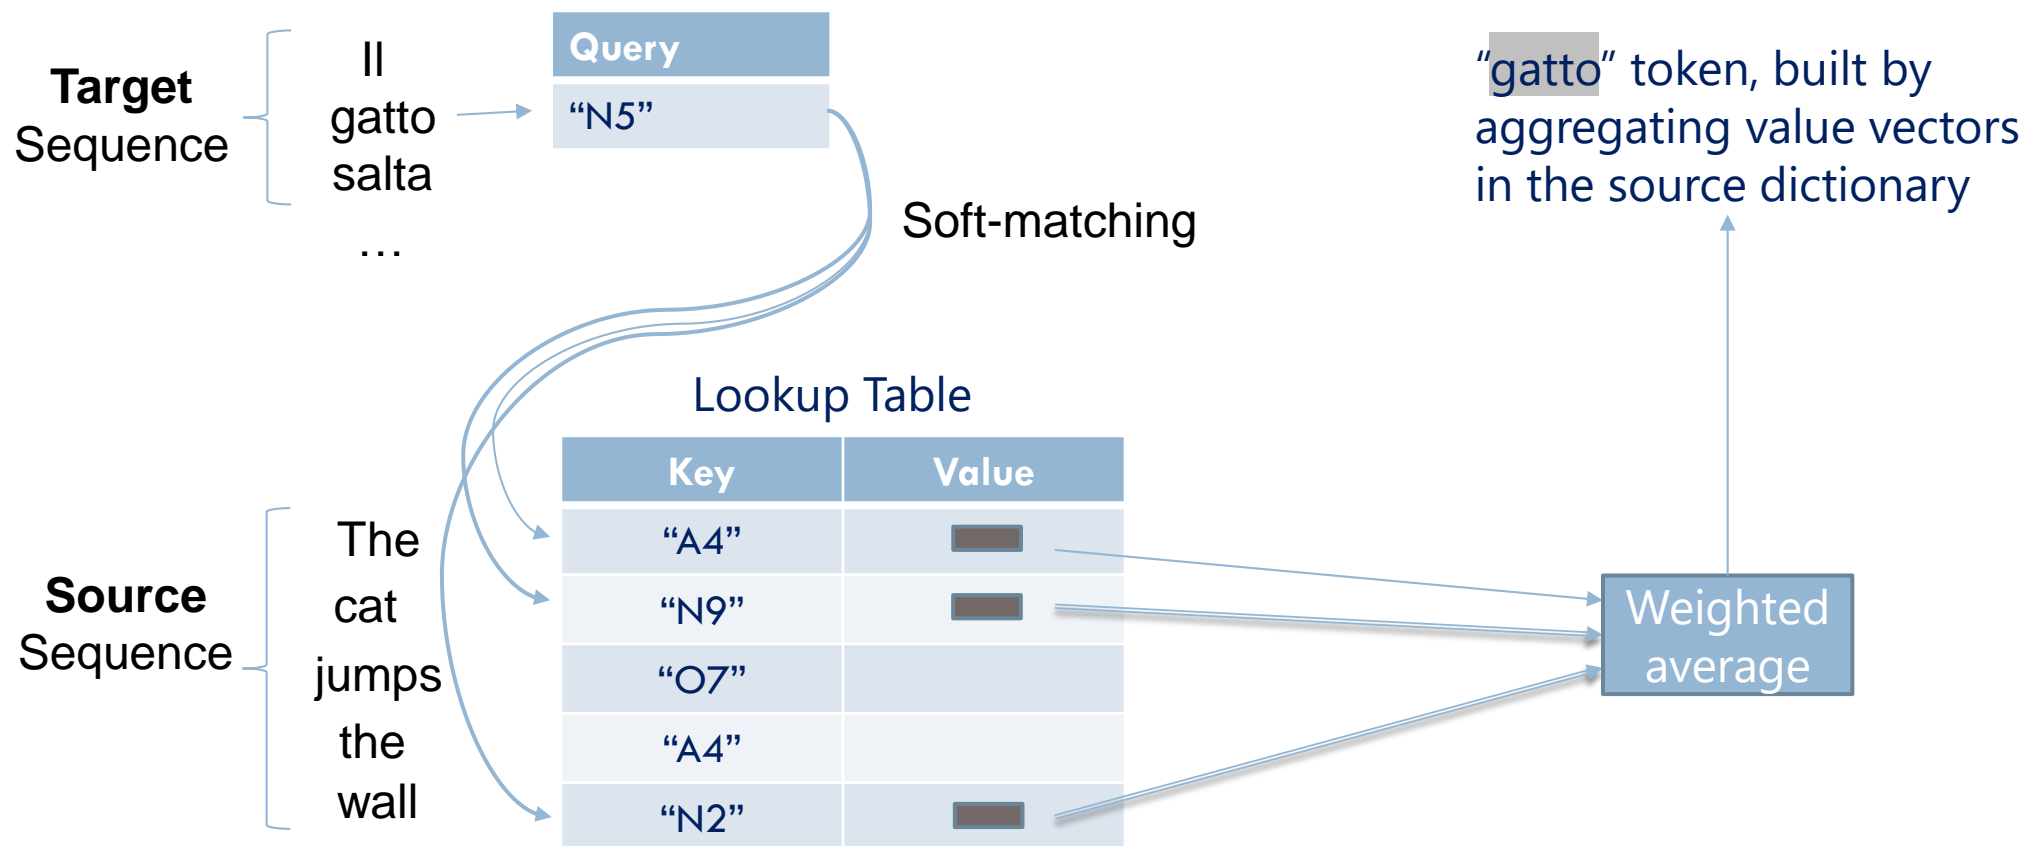 Target
Sequence
Il
gatto
salta
…
Query
“N5”
Soft-matching
“gatto” token, built by
aggregating value vectors
in the source dictionary
Lookup Table
Key Value
“A4”
“N9”
“O7”
“A4”
“N2”
Source
Sequence
The
cat
jumps
the
wall
Weighted
average